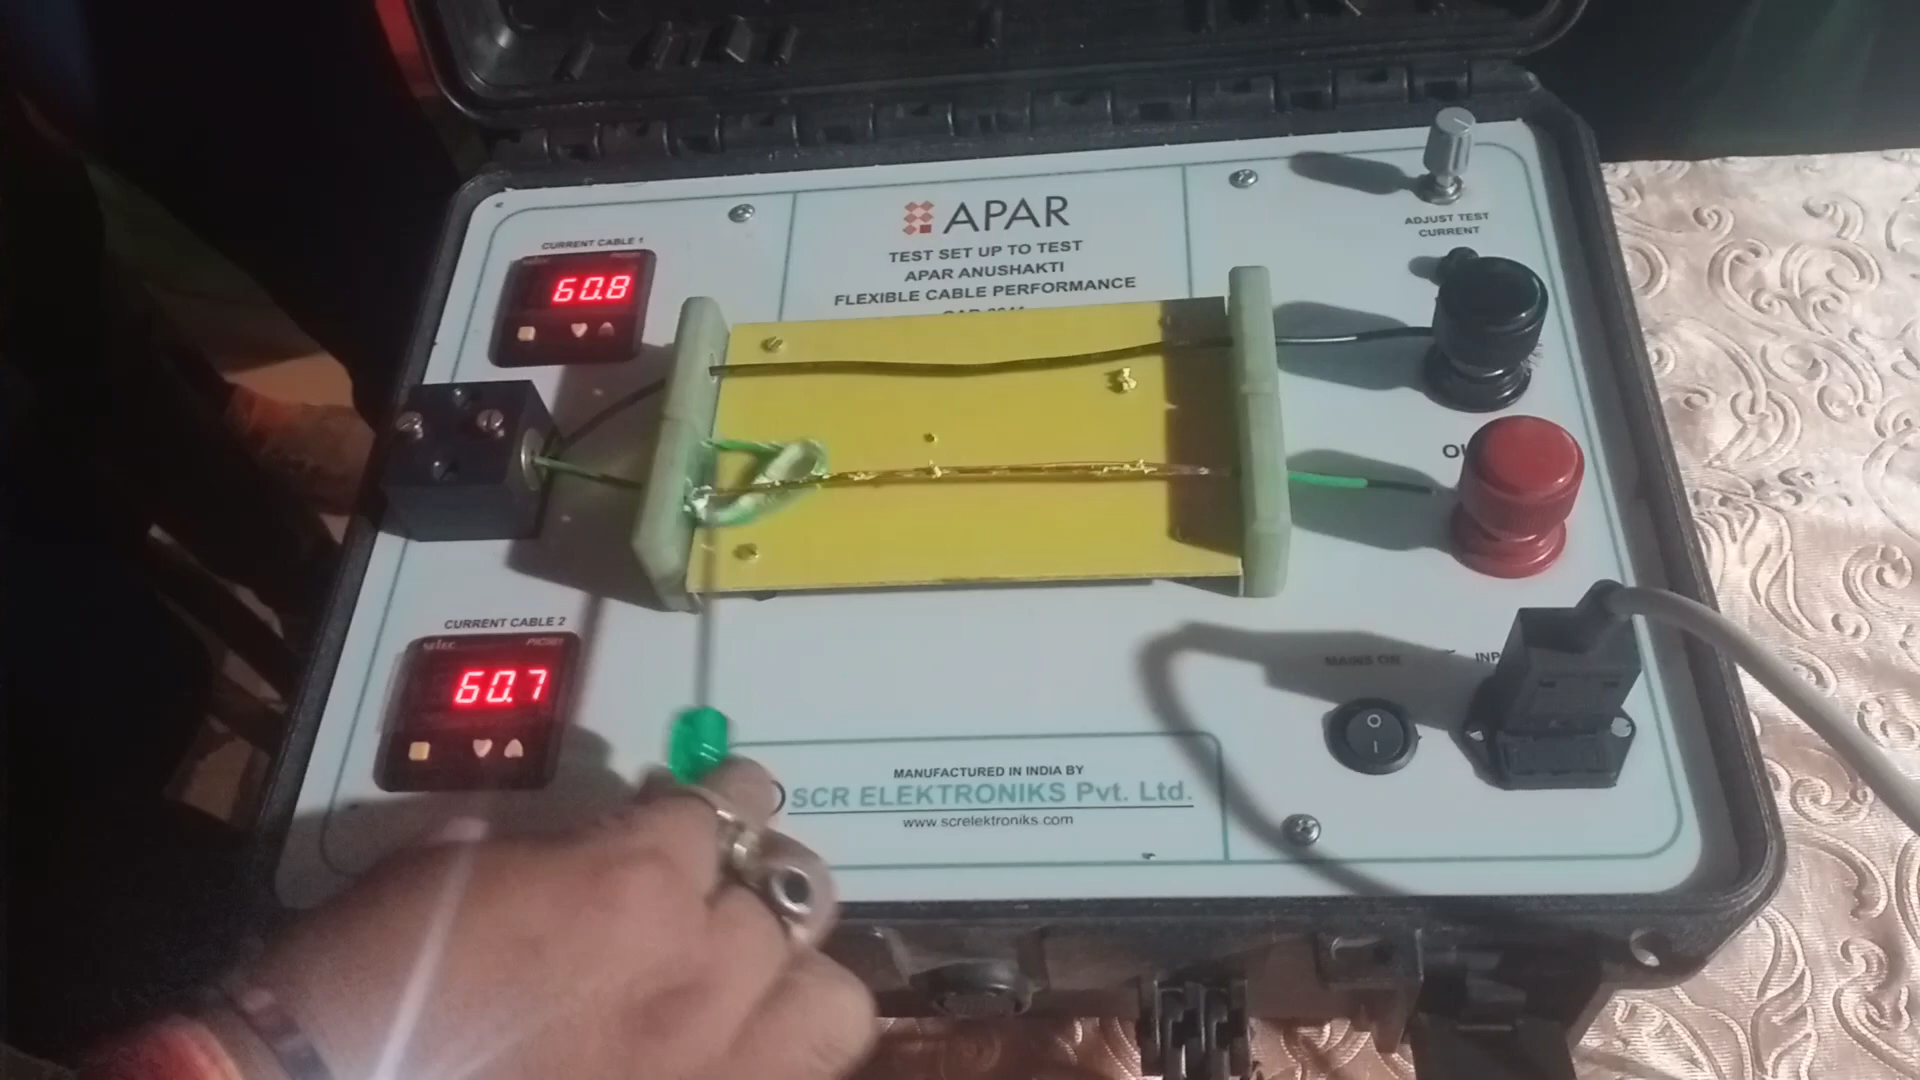 CURRENT CABLE 1
60.8
APAR
TEST SET UP TO TEST
APAR ANUSHAKTI
FLEXIBLE CABLE PERFORMANCE
ADJUST TEST
CURRENT
CURRENT CABLE 2
selec
60.7
MAINS ON
MANUFACTURED IN INDIA BY
SCR ELEKTRONIKS Pvt. Ltd.
www.screlektroniks.com